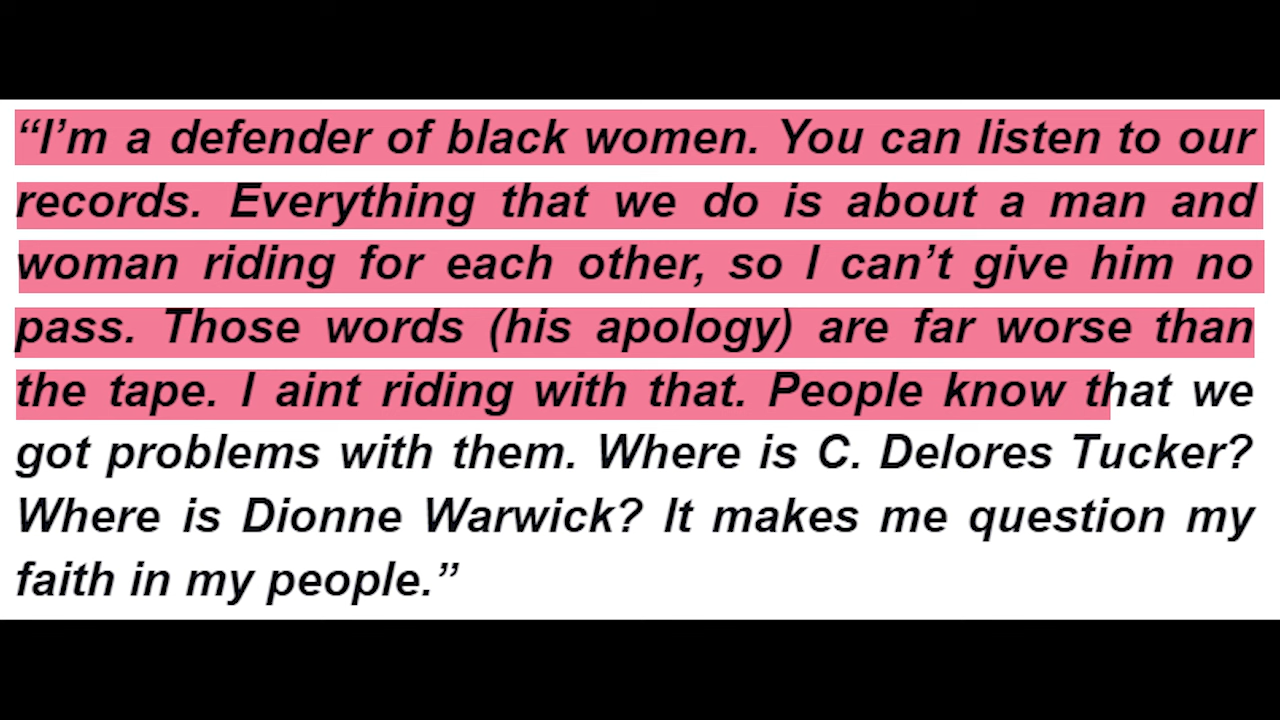 “I’m a defender of black women. You can listen to our
records. Everything that we do is about a man and
woman riding for each other, so I can’t give him no
pass. Those words (his apology) are far worse than
the tape. I aint riding with that. People know that we
got problems with them. Where is C. Delores Tucker?
Where is Dionne Warwick? It makes me question my
faith in my people.”